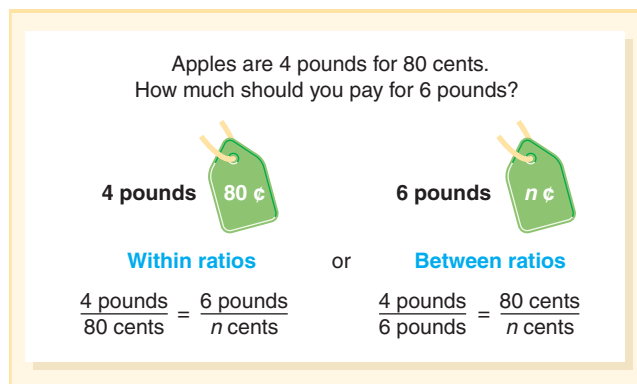 Apples are 4 pounds for 80 cents.
How much should you pay for 6 pounds?
4 pounds 80 ¢ 6 pounds n ¢
Within ratios or Between ratios
4 pounds / 80 cents = 6 pounds / n cents 4 pounds / 6 pounds = 80 cents / n cents